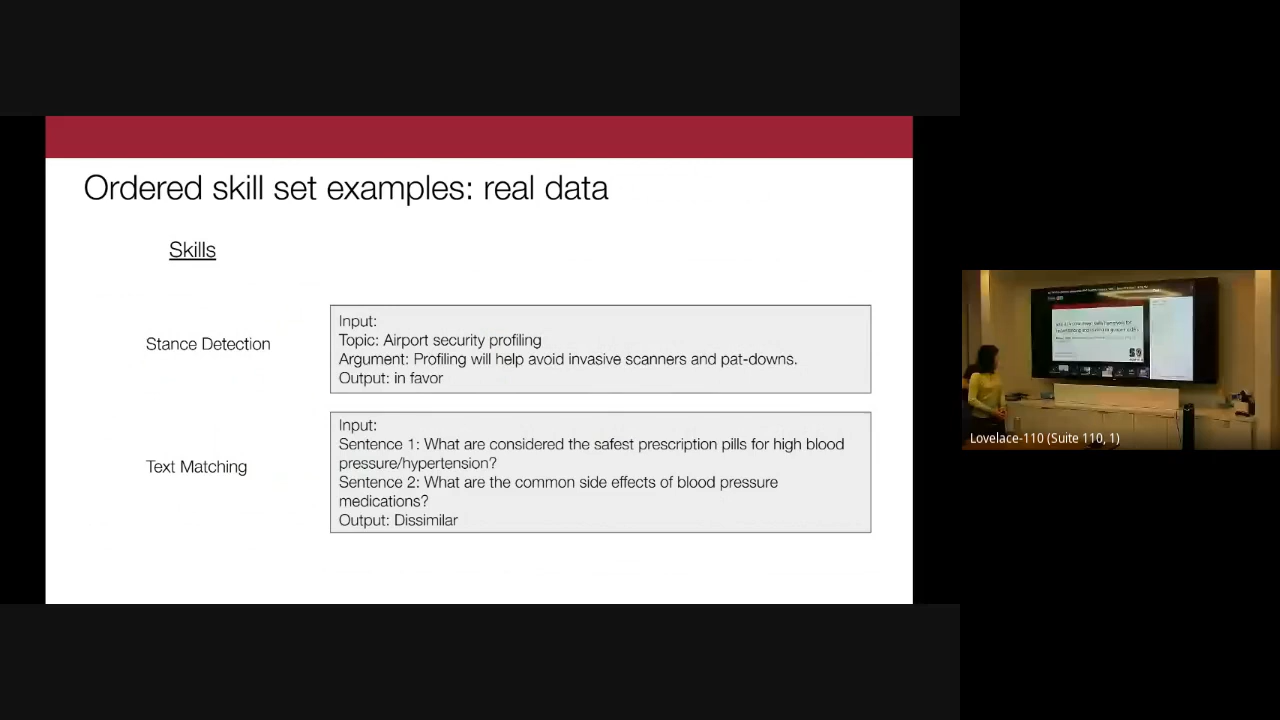 Ordered skill set examples: real data
Skills
Stance Detection
Input:
Topic: Airport security profiling
Argument: Profiling will help avoid invasive scanners and pat-downs.
Output: in favor
Text Matching
Input:
Sentence 1: What are considered the safest prescription pills for high blood
pressure/hypertension?
Sentence 2: What are the common side effects of blood pressure
medications?
Output: Dissimilar
Lovelace-110 (Suite 110, 1)